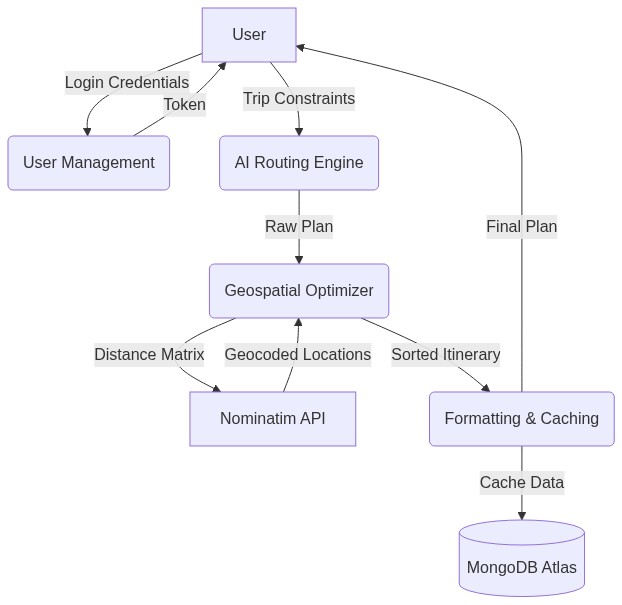 User
Login Credentials
Token
Trip Constraints
User Management
AI Routing Engine
Raw Plan
Final Plan
Geospatial Optimizer
Distance Matrix
Geocoded Locations
Sorted Itinerary
Nominatim API
Formatting & Caching
Cache Data
MongoDB Atlas